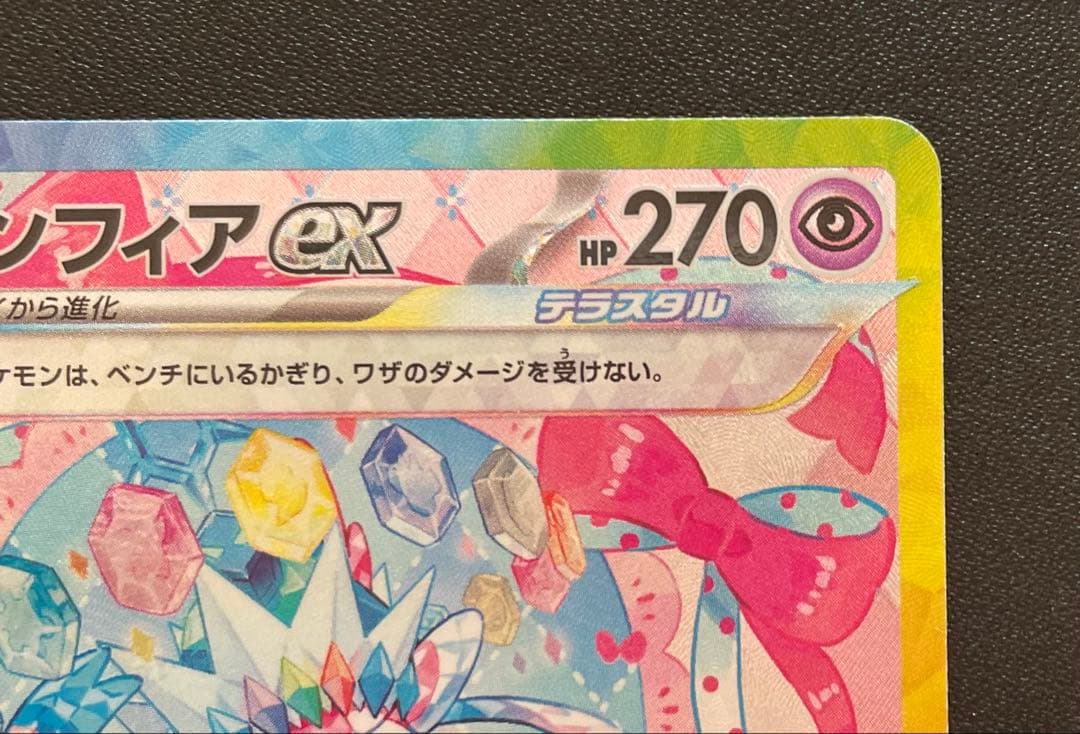 ンフィア ex HP 270
イから進化 テラスタル
ケモンは、ベンチにいるかぎり、ワザのダメージを受けない。